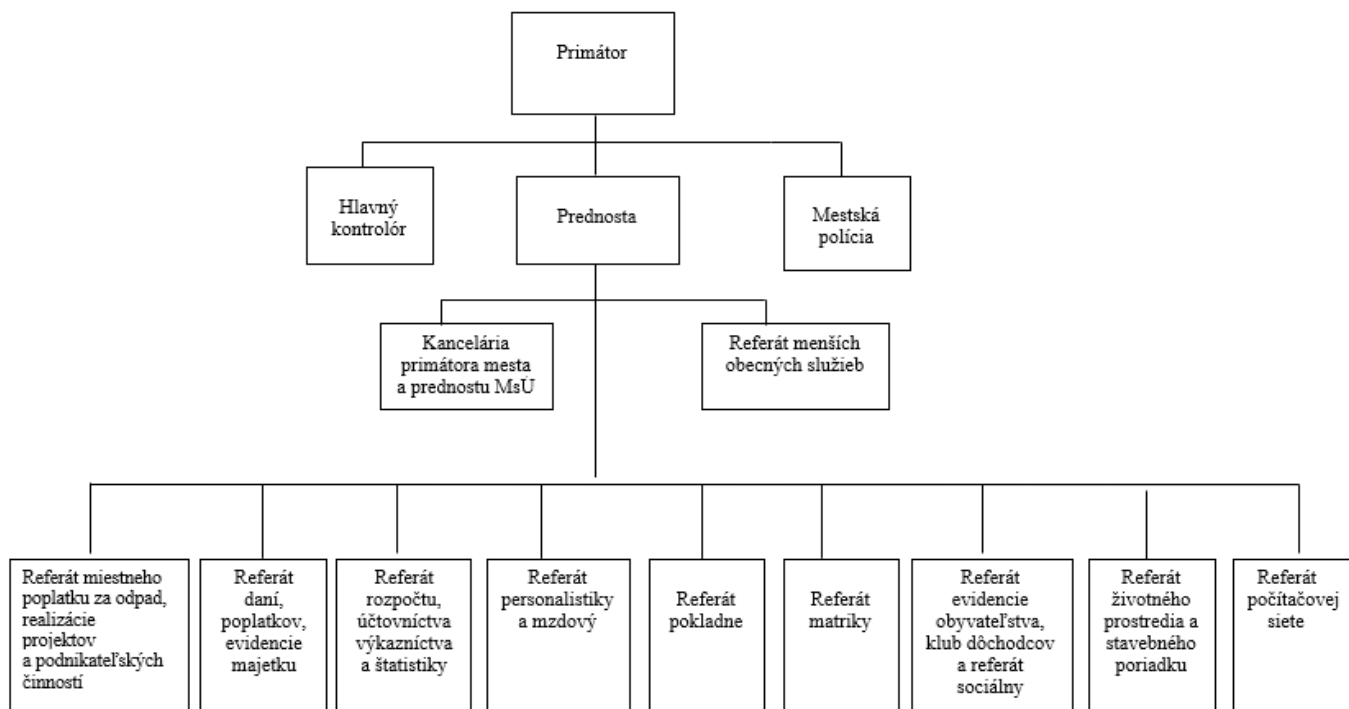 Primátor
Hlavný
kontrolór
Prednosta
Mestská
polícia
Kancelária
primátora mesta
a prednostu MsÚ
Referát menších
obecných služieb
Referát miestneho
poplatku za odpad,
realizácie
projektov
a podnikateľských
činností
Referát
daní,
poplatkov,
evidencie
majetku
Referát
rozpočtu,
účtovníctva
výkazníctva
a štatistiky
Referát
personalistiky
a mzdový
Referát
pokladne
Referát
matriky
Referát
evidencie
obyvateľstva,
klub dôchodcov
a referát
sociálny
Referát
životného
prostredia a
stavebného
poriadku
Referát
počítačovej
siete